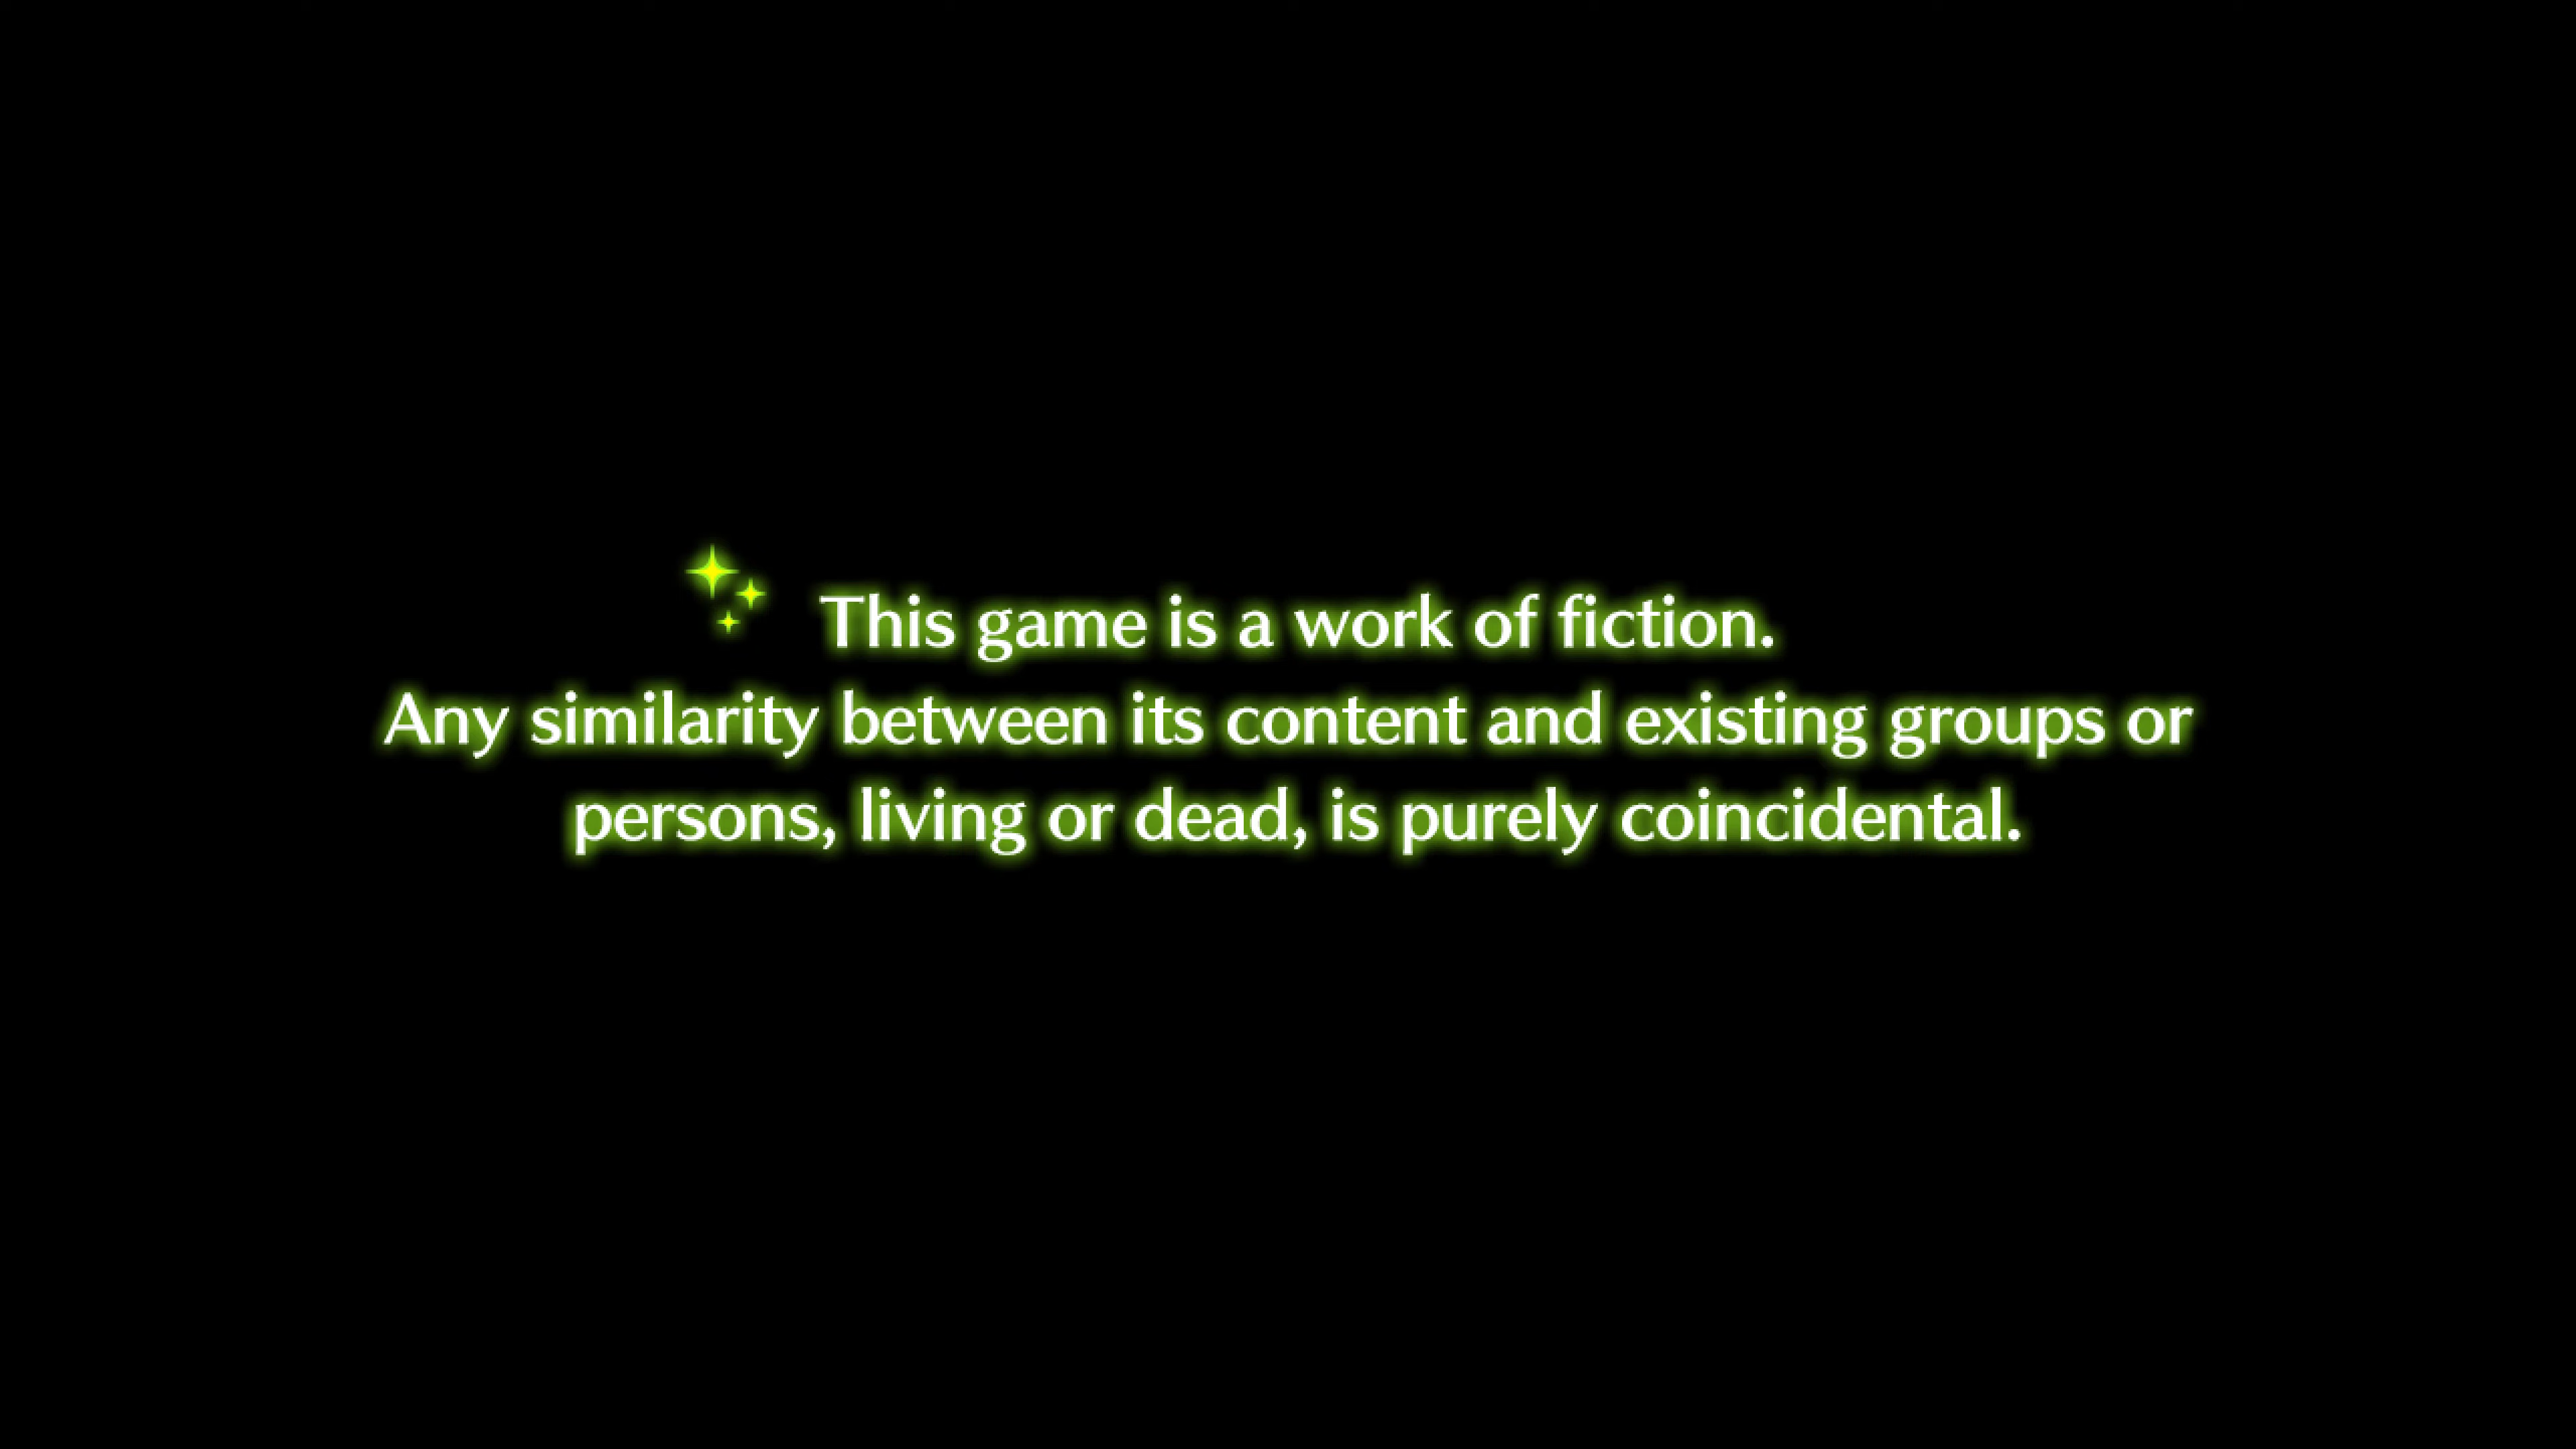 This game is a work of fiction.
Any similarity between its content and existing groups or
persons, living or dead, is purely coincidental.